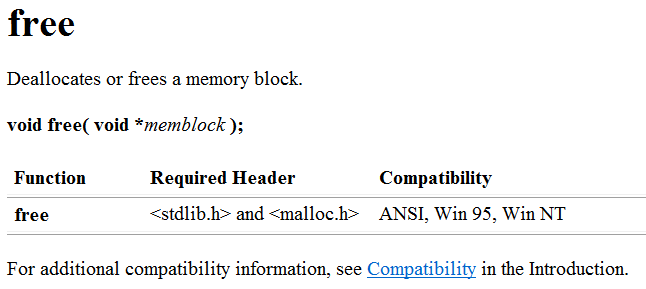 free
Deallocates or frees a memory block.
void free( void *memblock );
Function Required Header Compatibility
free <stdlib.h> and <malloc.h> ANSI, Win 95, Win NT
For additional compatibility information, see Compatibility in the Introduction.